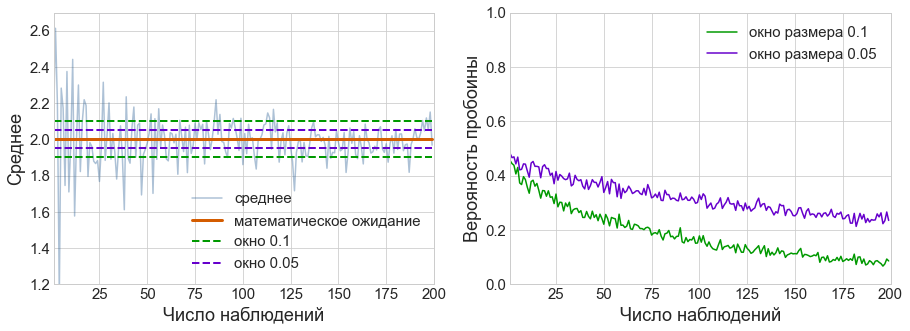 2.6
2.4
2.2
2.0
1.8
1.6
1.4
1.2
Среднее
среднее
математическое ожидание
окно 0.1
окно 0.05
25 50 75 100 125 150 175 200
Число наблюдений
1.0
0.8
0.6
0.4
0.2
0.0
Верояность пробоины
окно размера 0.1
окно размера 0.05
25 50 75 100 125 150 175 200
Число наблюдений